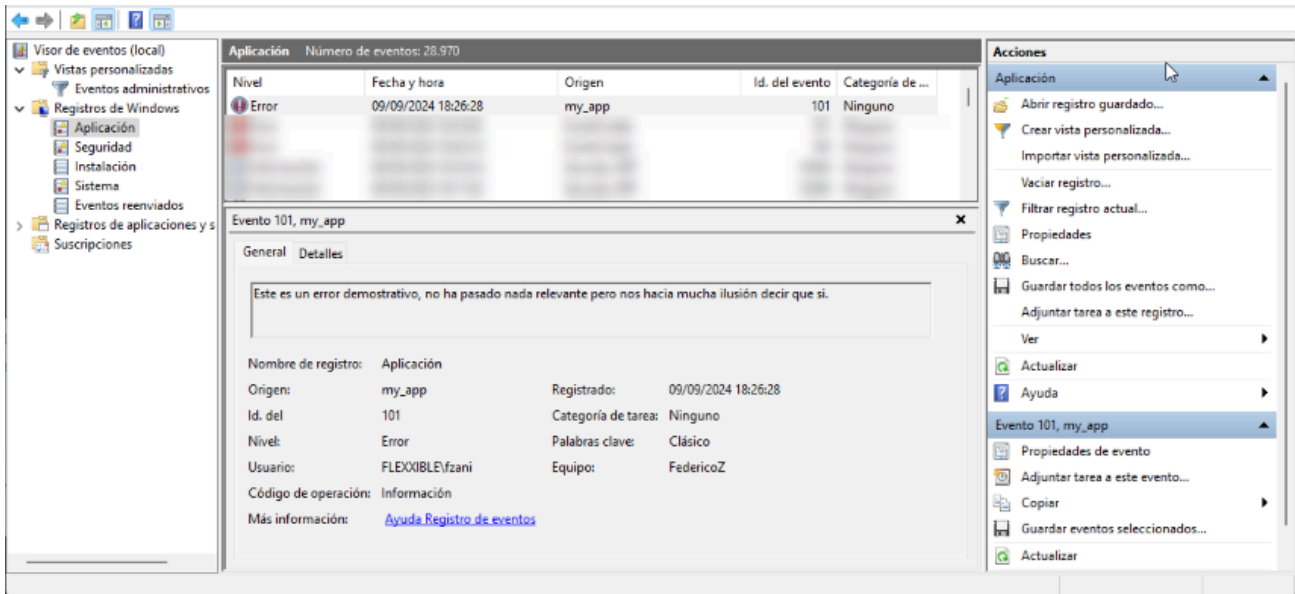 Visor de eventos (local)
Vistas personalizadas
Eventos administrativos
Registros de Windows
Aplicación
Seguridad
Instalación
Sistema
Eventos reenviados
Registros de aplicaciones y s
Suscripciones
Aplicación Número de eventos: 28.970
Nivel Fecha y hora Origen Id. del evento Categoría de ...
Error 09/09/2024 18:26:28 my_app 101 Ninguno
Evento 101, my_app
General Detalles
Este es un error demostrativo, no ha pasado nada relevante pero nos hacia mucha ilusión decir que si.
Nombre de registro: Aplicación
Origen: my_app Registrado: 09/09/2024 18:26:28
Id. del 101 Categoría de tarea: Ninguno
Nivel: Error Palabras clave: Clásico
Usuario: FLEXXIBLE\fzani Equipo: FedericoZ
Código de operación: Información
Más información: Ayuda Registro de eventos
Acciones
Aplicación
Abrir registro guardado...
Crear vista personalizada...
Importar vista personalizada...
Vaciar registro...
Filtrar registro actual...
Propiedades
Buscar...
Guardar todos los eventos como...
Adjuntar tarea a este registro...
Ver
Actualizar
Ayuda
Evento 101, my_app
Propiedades de evento
Adjuntar tarea a este evento...
Copiar
Guardar eventos seleccionados...
Actualizar